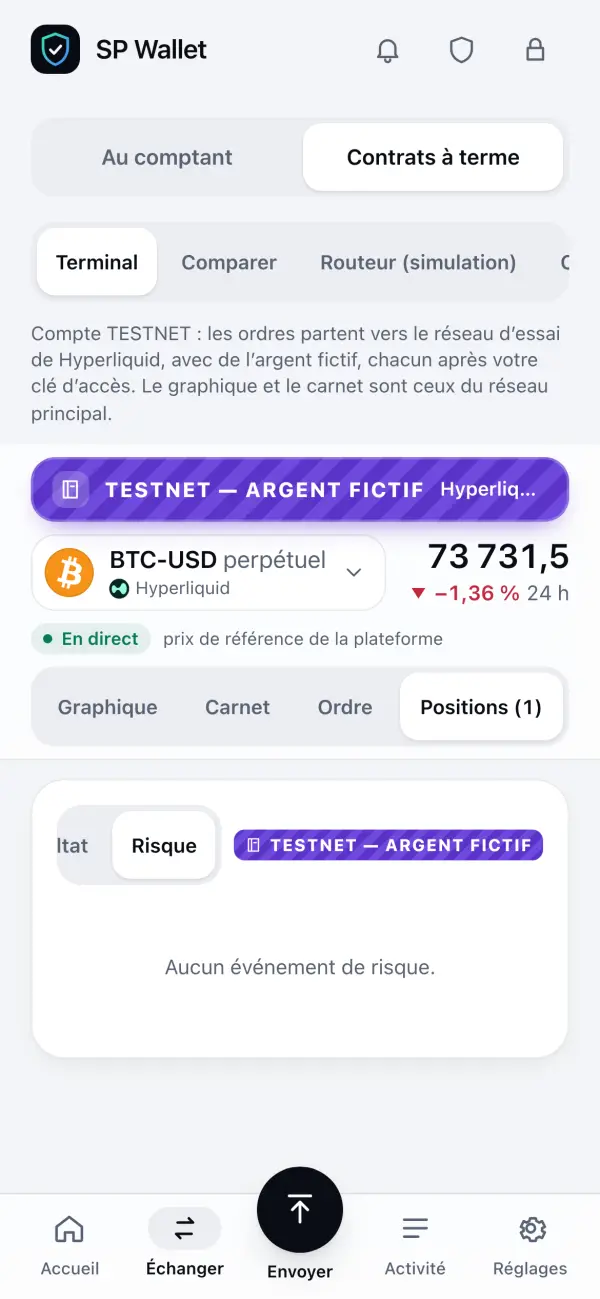 SP Wallet
Au comptant
Contrats à terme
Terminal
Comparer
Routeur (simulation)
Compte TESTNET : les ordres partent vers le réseau d’essai
de Hyperliquid, avec de l’argent fictif, chacun après votre
clé d’accès. Le graphique et le carnet sont ceux du réseau
principal.
TESTNET — ARGENT FICTIF Hyperliq...
BTC-USD perpétuel
Hyperliquid
73 731,5
▼ −1,36 % 24 h
En direct
prix de référence de la plateforme
Graphique
Carnet
Ordre
Positions (1)
ltat
Risque
TESTNET — ARGENT FICTIF
Aucun événement de risque.
Accueil
Échanger
Envoyer
Activité
Réglages